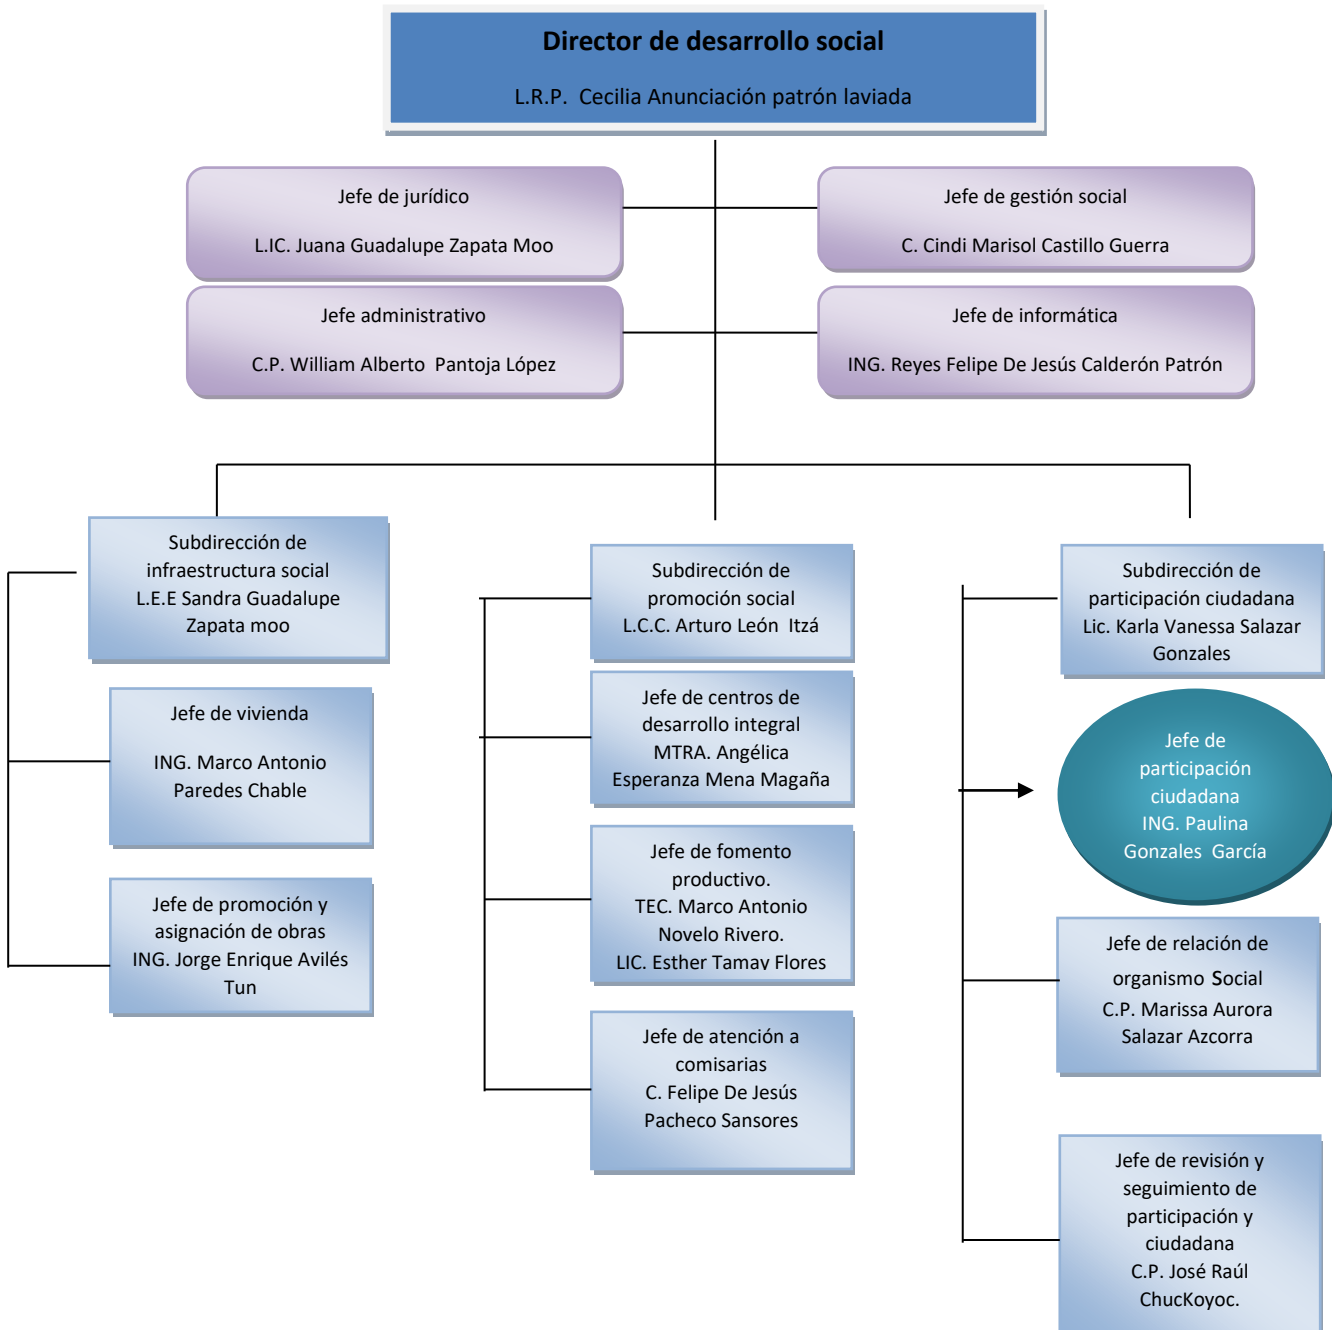 Director de desarrollo social
L.R.P. Cecilia Anunciación patrón laviada
Jefe de jurídico
L.IC. Juana Guadalupe Zapata Moo
Jefe de gestión social
C. Cindi Marisol Castillo Guerra
Jefe administrativo
C.P. William Alberto Pantoja López
Jefe de informática
ING. Reyes Felipe De Jesús Calderón Patrón
Subdirección de
infraestructura social
L.E.E Sandra Guadalupe
Zapata moo
Jefe de vivienda
ING. Marco Antonio
Paredes Chable
Jefe de promoción y
asignación de obras
ING. Jorge Enrique Avilés
Tun
Subdirección de
promoción social
L.C.C. Arturo León Itzá
Jefe de centros de
desarrollo integral
MTRA. Angélica
Esperanza Mena Magaña
Jefe de fomento
productivo.
TEC. Marco Antonio
Novelo Rivero.
LIC. Esther Tamay Flores
Jefe de atención a
comisarias
C. Felipe De Jesús
Pacheco Sansores
Subdirección de
participación ciudadana
Lic. Karla Vanessa Salazar
Gonzales
Jefe de
participación
ciudadana
ING. Paulina
Gonzales García
Jefe de relación de
organismo Social
C.P. Marissa Aurora
Salazar Azcorra
Jefe de revisión y
seguimiento de
participación y
ciudadana
C.P. José Raúl
ChucKoyoc.